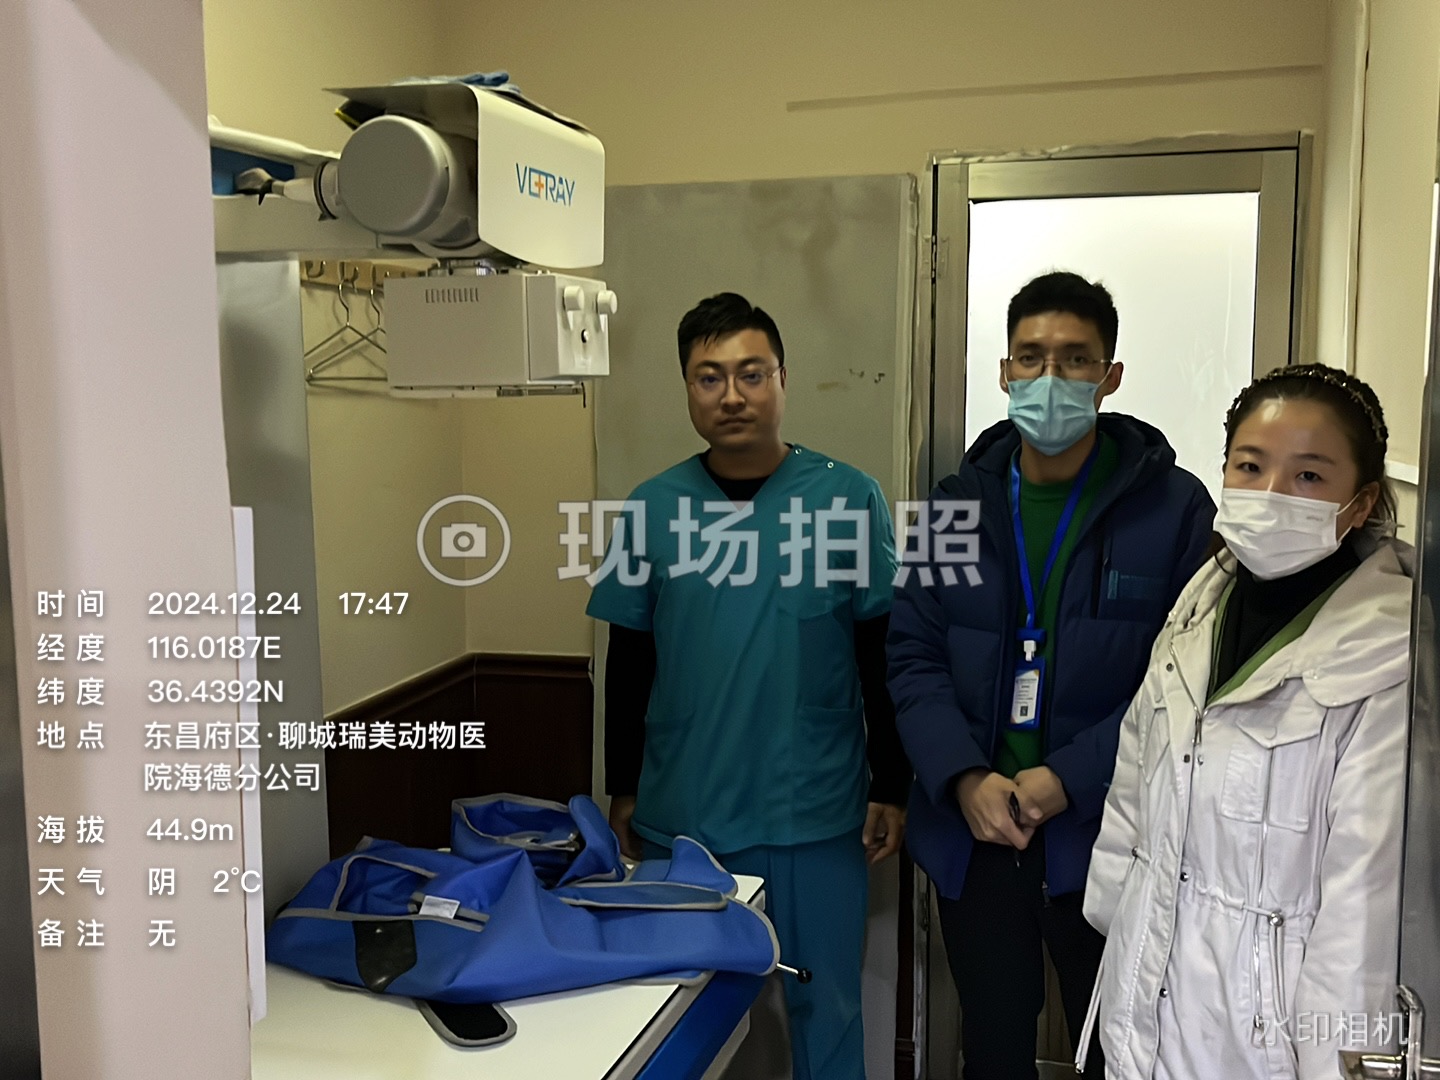 VETRAY
现场拍照
时间 2024.12.24 17:47
经度 116.0187E
纬度 36.4392N
地点 东昌府区·聊城瑞美动物医
院海德分公司
海拔 44.9m
天气 阴 2℃
备注 无
水印相机